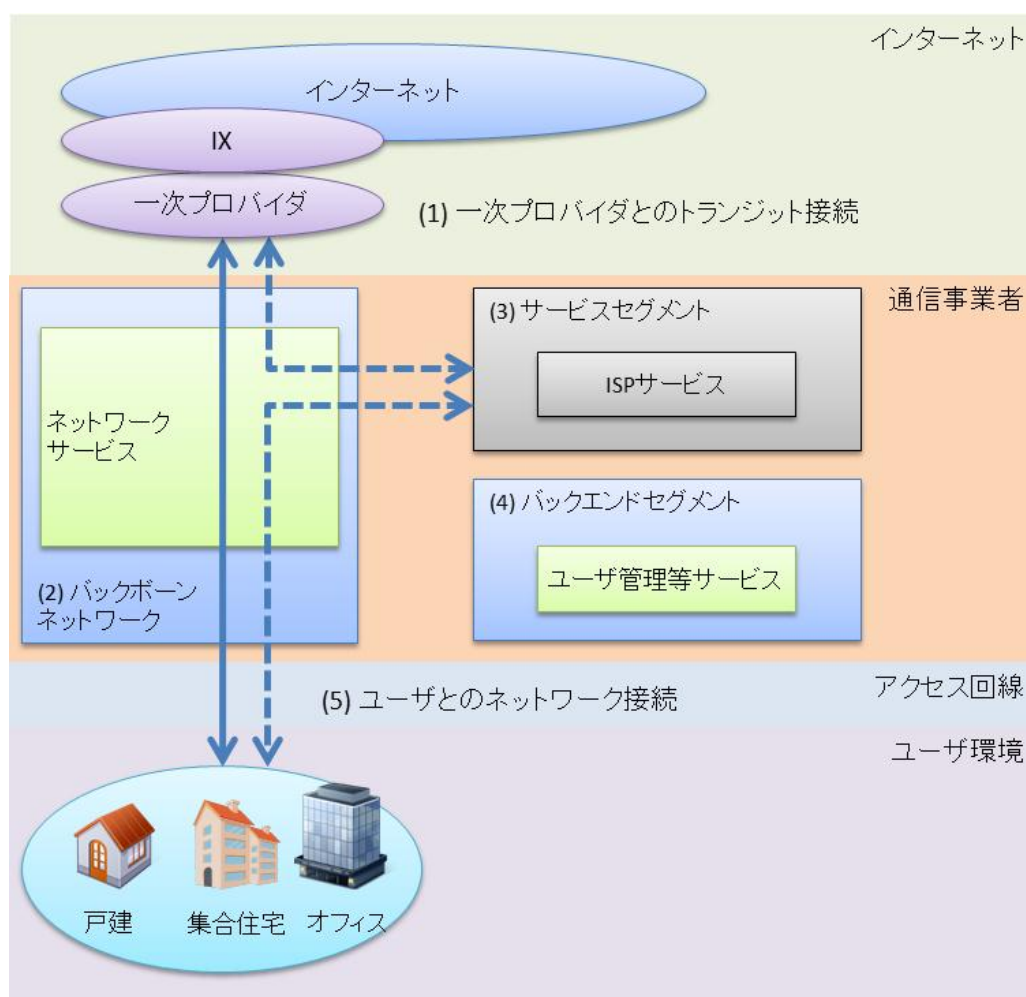 インターネット
インターネット
IX
一次プロバイダ
(1) 一次プロバイダとのトランジット接続
通信事業者
(3) サービスセグメント
ISPサービス
ネットワーク
サービス
(4) バックエンドセグメント
ユーザ管理等サービス
(2) バックボーン
ネットワーク
アクセス回線
(5) ユーザとのネットワーク接続
ユーザ環境
戸建
集合住宅
オフィス